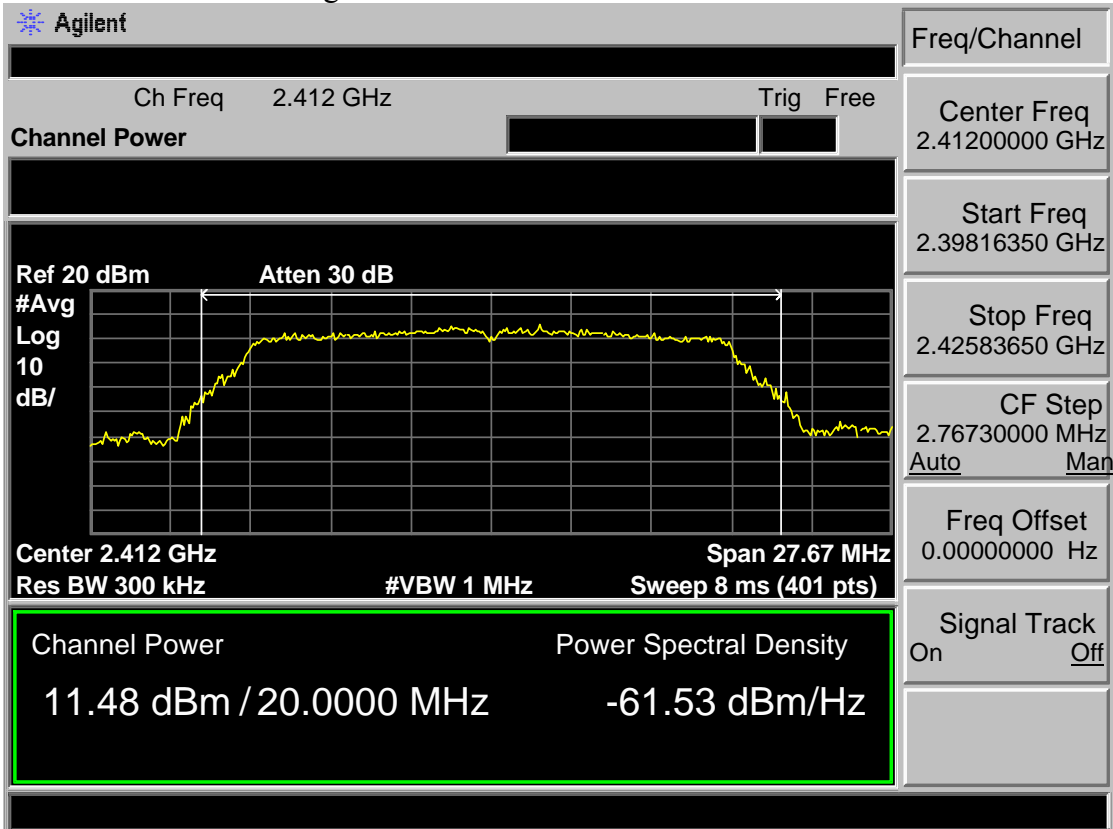 Agilent
Freq/Channel
Ch Freq 2.412 GHz Trig Free
Channel Power
Center Freq
2.41200000 GHz
Start Freq
2.39816350 GHz
Ref 20 dBm Atten 30 dB
#Avg
Log
10
dB/
Stop Freq
2.42583650 GHz
CF Step
2.76730000 MHz
Auto Man
Freq Offset
0.00000000 Hz
Center 2.412 GHz Span 27.67 MHz
Res BW 300 kHz #VBW 1 MHz Sweep 8 ms (401 pts)
Signal Track
On Off
Channel Power Power Spectral Density
11.48 dBm / 20.0000 MHz -61.53 dBm/Hz